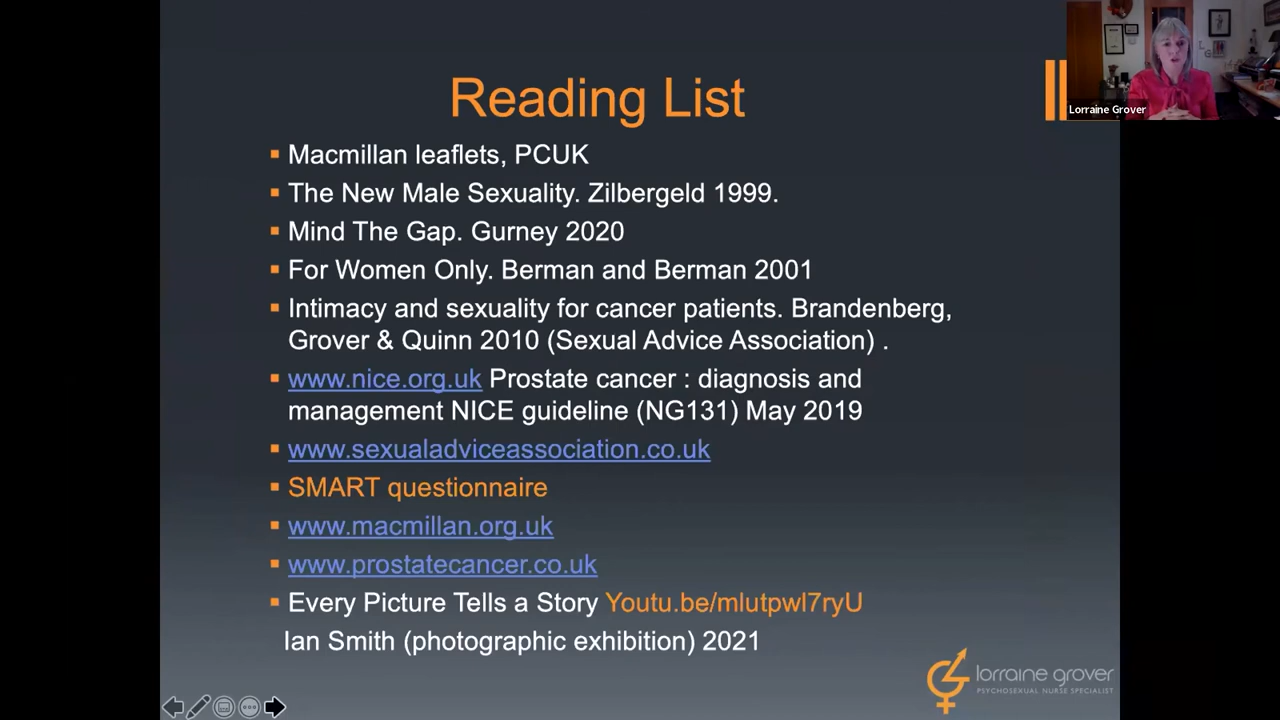 Reading List
Macmillan leaflets, PCUK
The New Male Sexuality. Zilbergeld 1999.
Mind The Gap. Gurney 2020
For Women Only. Berman and Berman 2001
Intimacy and sexuality for cancer patients. Brandenberg,
Grover & Quinn 2010 (Sexual Advice Association) .
www.nice.org.uk Prostate cancer : diagnosis and
management NICE guideline (NG131) May 2019
www.sexualadviceassociation.co.uk
SMART questionnaire
www.macmillan.org.uk
www.prostatecancer.co.uk
Every Picture Tells a Story Youtu.be/mlutpwl7ryU
Ian Smith (photographic exhibition) 2021
Lorraine Grover
lorraine grover
PSYCHOSEXUAL NURSE SPECIALIST